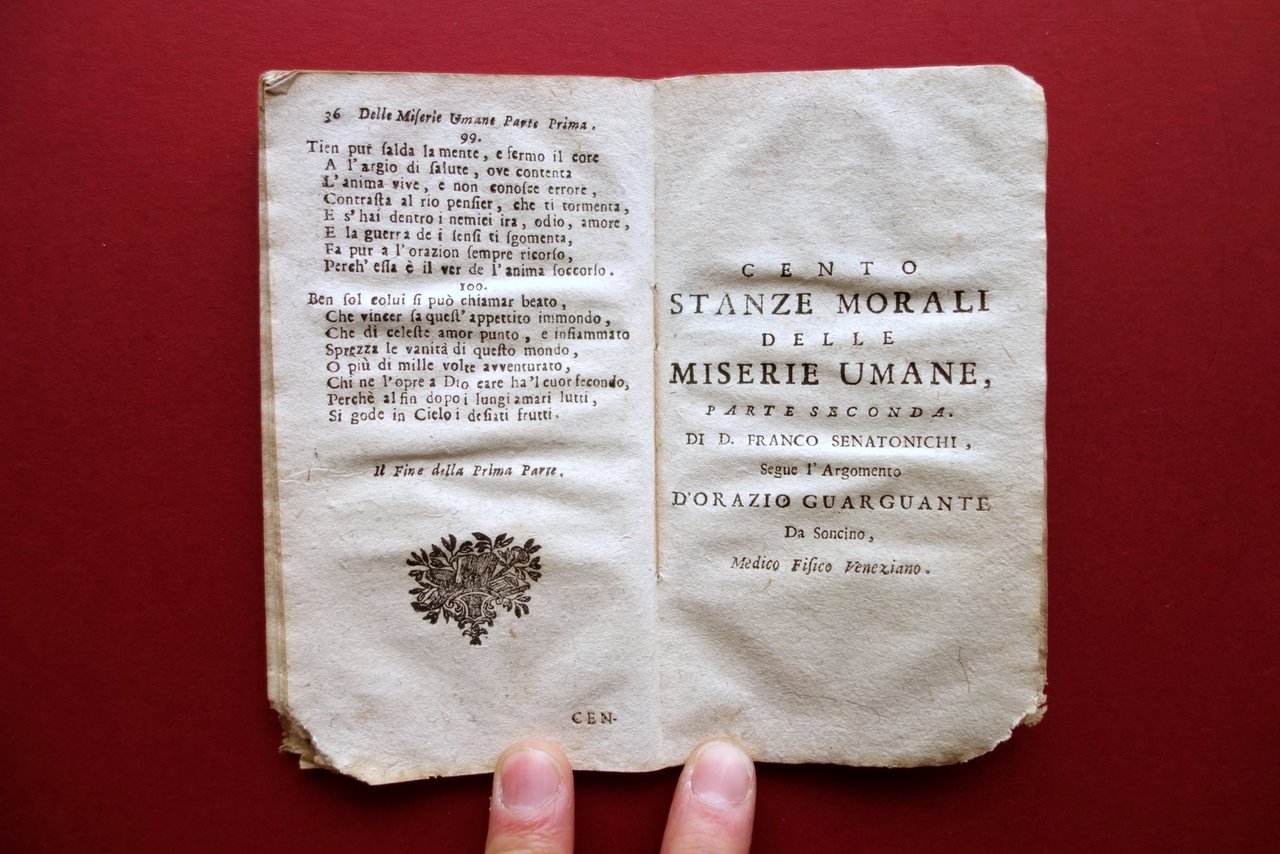 36 Delle Miſerie Umane Parte Prima.
99.
Tien pur ſalda la mente, e fermo il core
A l'argio di ſalute, ove contenta
L'anima vive, e non conoſce errore,
Contraſta al rio penſier, che ti tormenta,
E s'hai dentro i nemici ira, odio, amore,
E la guerra de i ſenſi ti ſgomenta,
Fa pur a l'orazion ſempre ricorſo,
Perch' eſſa è il ver de l'anima ſoccorſo.
100.
Ben ſol colui ſi può chiamar beato,
Che vincer ſa queſt' appettito immondo,
Che di celeſte amor punto, e infiammato
Sprezza le vanità di queſto mondo,
O più di mille volte avventurato,
Chi ne l'opre a Dio care ha'l cuor fecondo,
Perchè al fin dopo i lungi amari lutti,
Si gode in Cielo i deſiati frutti.
Il Fine della Prima Parte.
CEN-
CENTO
STANZE MORALI
DELLE
MISERIE UMANE,
PARTE SECONDA.
DI D. FRANCO SENATONICHI,
Segue l'Argomento
D'ORAZIO GUARGUANTE
Da Soncino,
Medico Fiſico Veneziano.